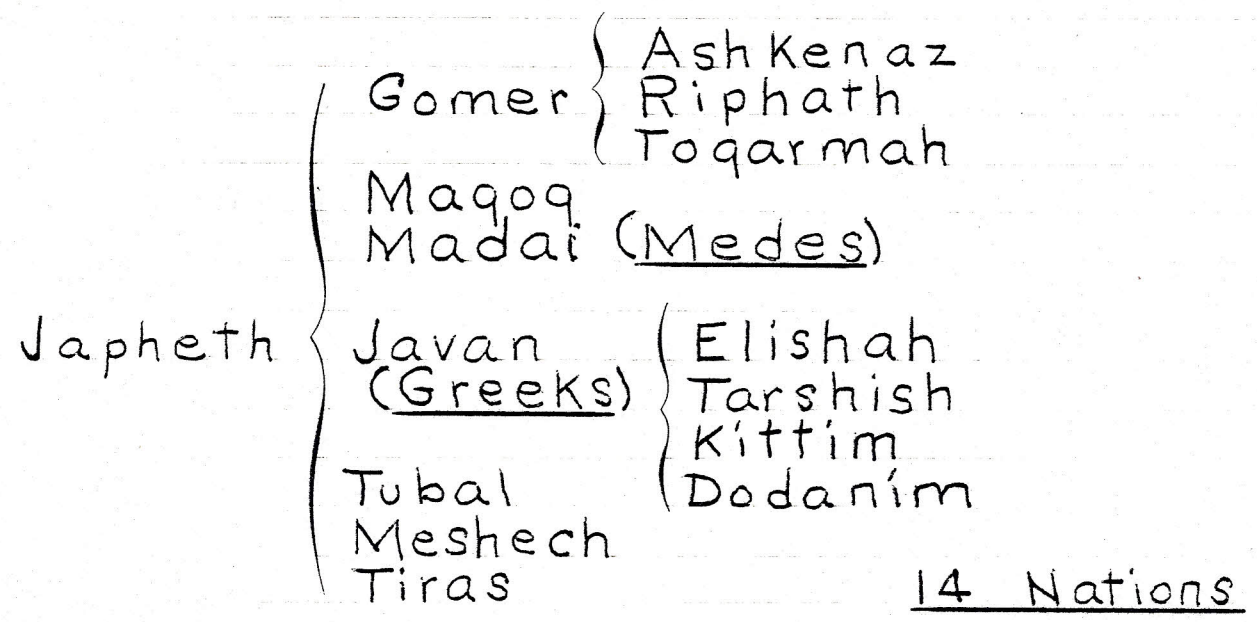 Ashkenaz
Gomer Riphath
Togarmah
Magog
Madai (Medes)
Japheth Javan Elishah
(Greeks) Tarshish
Kittim
Tubal Dodanim
Meshech
Tiras
14 Nations